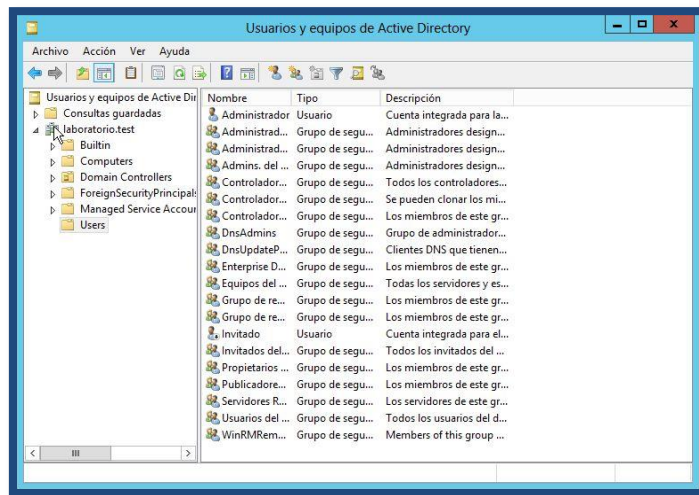 Usuarios y equipos de Active Directory
Archivo Acción Ver Ayuda
Usuarios y equipos de Active Dir
Consultas guardadas
laboratorio.test
Builtin
Computers
Domain Controllers
ForeignSecurityPrincipals
Managed Service Accour
Users
Nombre Tipo Descripción
Administrador Usuario Cuenta integrada para la...
Administrad... Grupo de segu... Administradores design...
Administrad... Grupo de segu... Administradores design...
Admins. del ... Grupo de segu... Administradores design...
Controlador... Grupo de segu... Todos los controladores...
Controlador... Grupo de segu... Se pueden clonar los mi...
Controlador... Grupo de segu... Los miembros de este gr...
DnsAdmins Grupo de segu... Grupo de administrador...
DnsUpdateP... Grupo de segu... Clientes DNS que tienen...
Enterprise D... Grupo de segu... Los miembros de este gr...
Equipos del ... Grupo de segu... Todas los servidores y es...
Grupo de re... Grupo de segu... Los miembros de este gr...
Grupo de re... Grupo de segu... Los miembros de este gr...
Invitado Usuario Cuenta integrada para el...
Invitados del... Grupo de segu... Todos los invitados del ...
Propietarios ... Grupo de segu... Los miembros de este gr...
Publicadore... Grupo de segu... Los miembros de este gr...
Servidores R... Grupo de segu... Los servidores de este gr...
Usuarios del ... Grupo de segu... Todos los usuarios del d...
WinRMRem... Grupo de segu... Members of this group ...